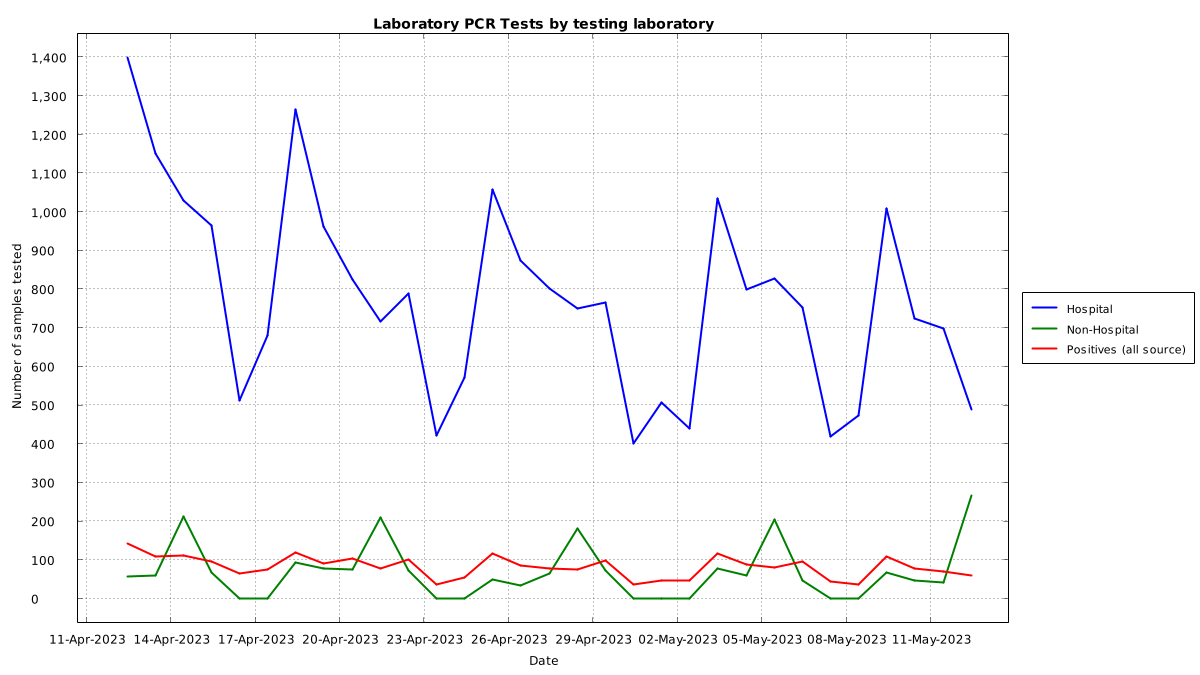 Laboratory PCR Tests by testing laboratory
1,400
1,300
1,200
1,100
1,000
900
800
700
600
500
400
300
200
100
0
Number of samples tested
11-Apr-2023 14-Apr-2023 17-Apr-2023 20-Apr-2023 23-Apr-2023 26-Apr-2023 29-Apr-2023 02-May-2023 05-May-2023 08-May-2023 11-May-2023
Date
Hospital
Non-Hospital
Positives (all source)